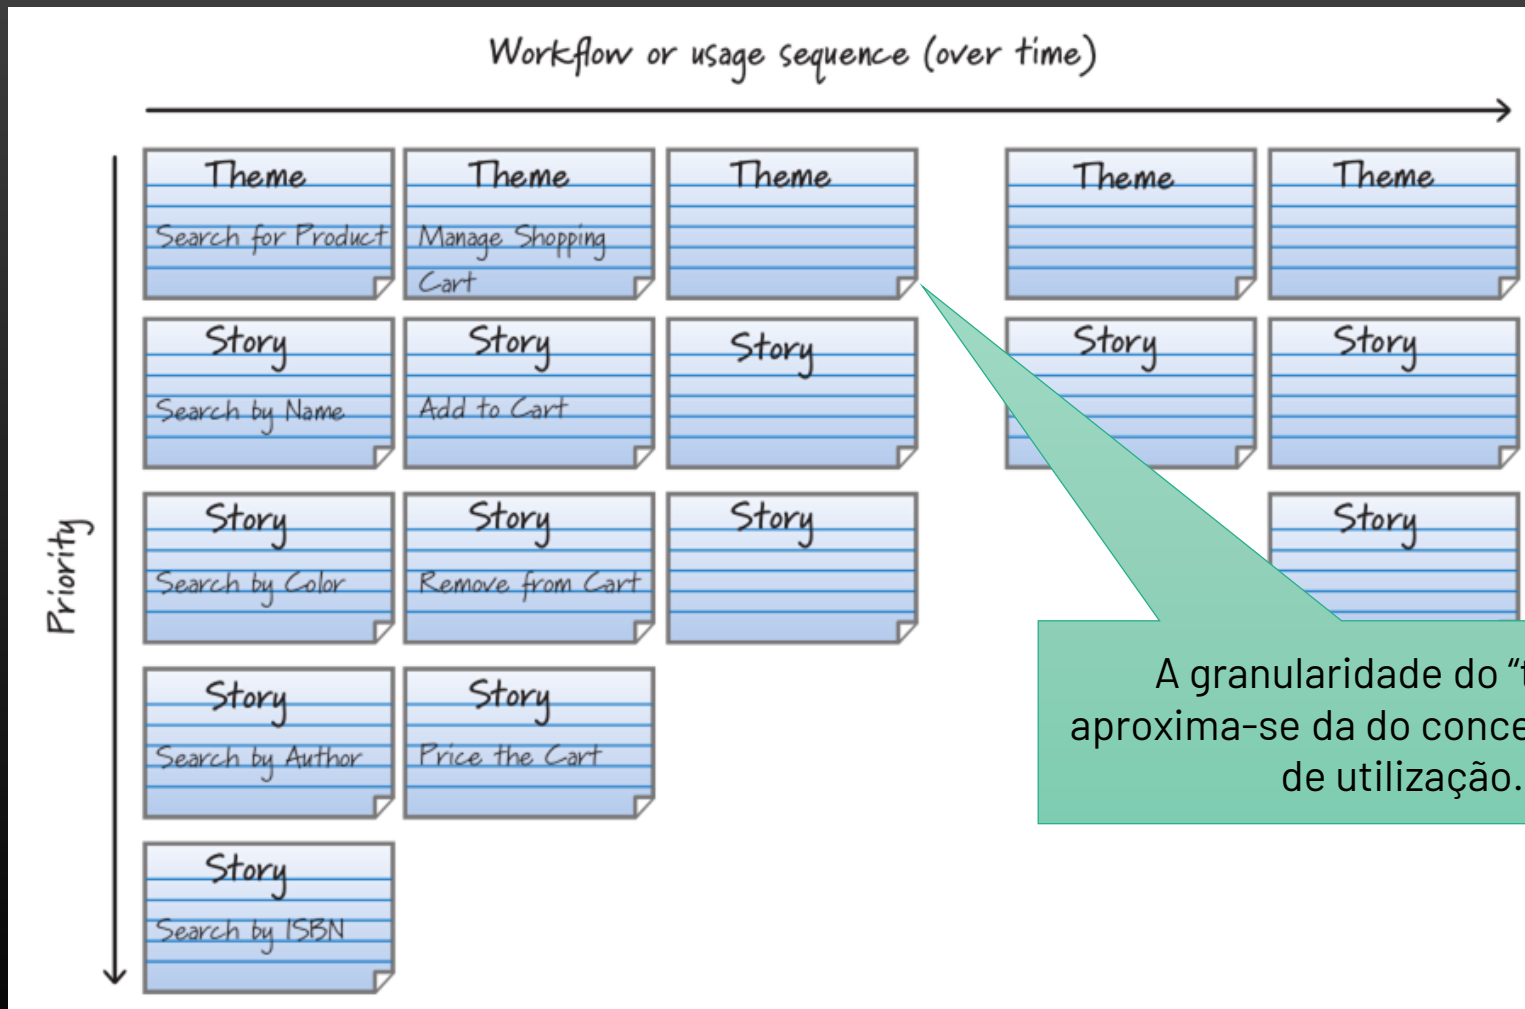 Workflow or usage sequence (over time)
Priority
Theme
Search for Product
Theme
Manage Shopping
Cart
Theme
Theme
Theme
Story
Search by Name
Story
Add to Cart
Story
Story
Story
Story
Search by Color
Story
Remove from Cart
Story
Story
Story
Search by Author
Story
Price the Cart
Story
Search by ISBN
A granularidade do “
aproxima-se da do
de utilização.